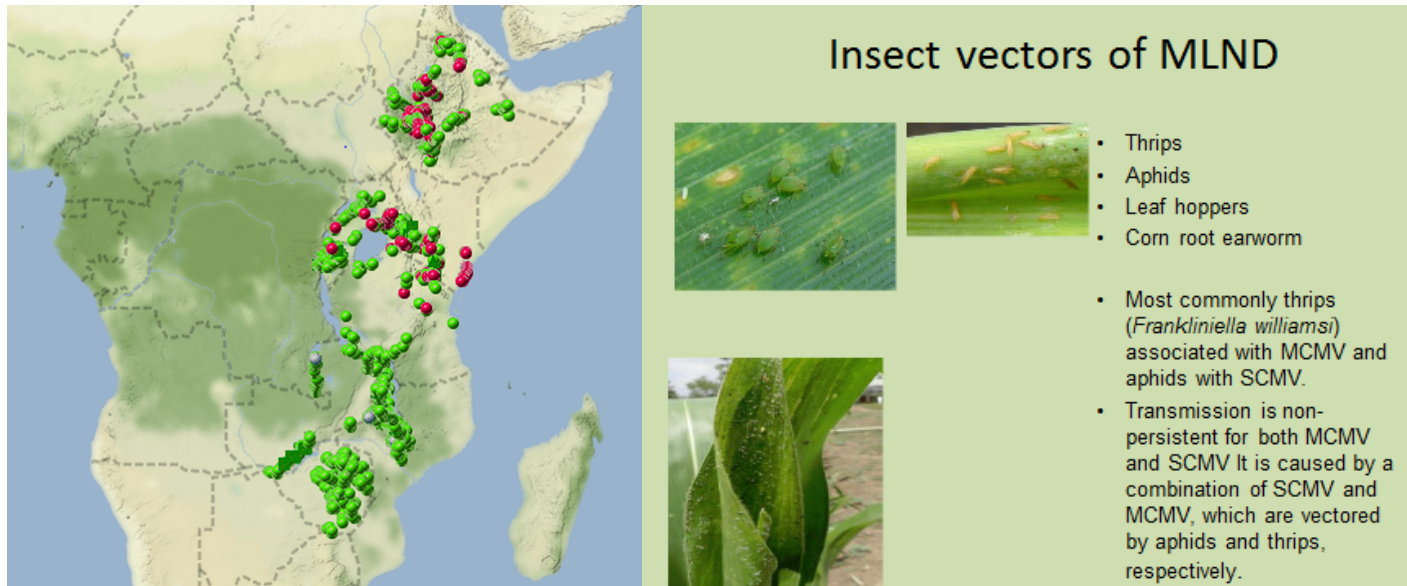 Insect vectors of MLND
• Thrips
• Aphids
• Leaf hoppers
• Corn root earworm
• Most commonly thrips
(Frankliniella williamsi)
associated with MCMV and
aphids with SCMV.
• Transmission is non-
persistent for both MCMV
and SCMV It is caused by a
combination of SCMV and
MCMV, which are vectored
by aphids and thrips,
respectively.